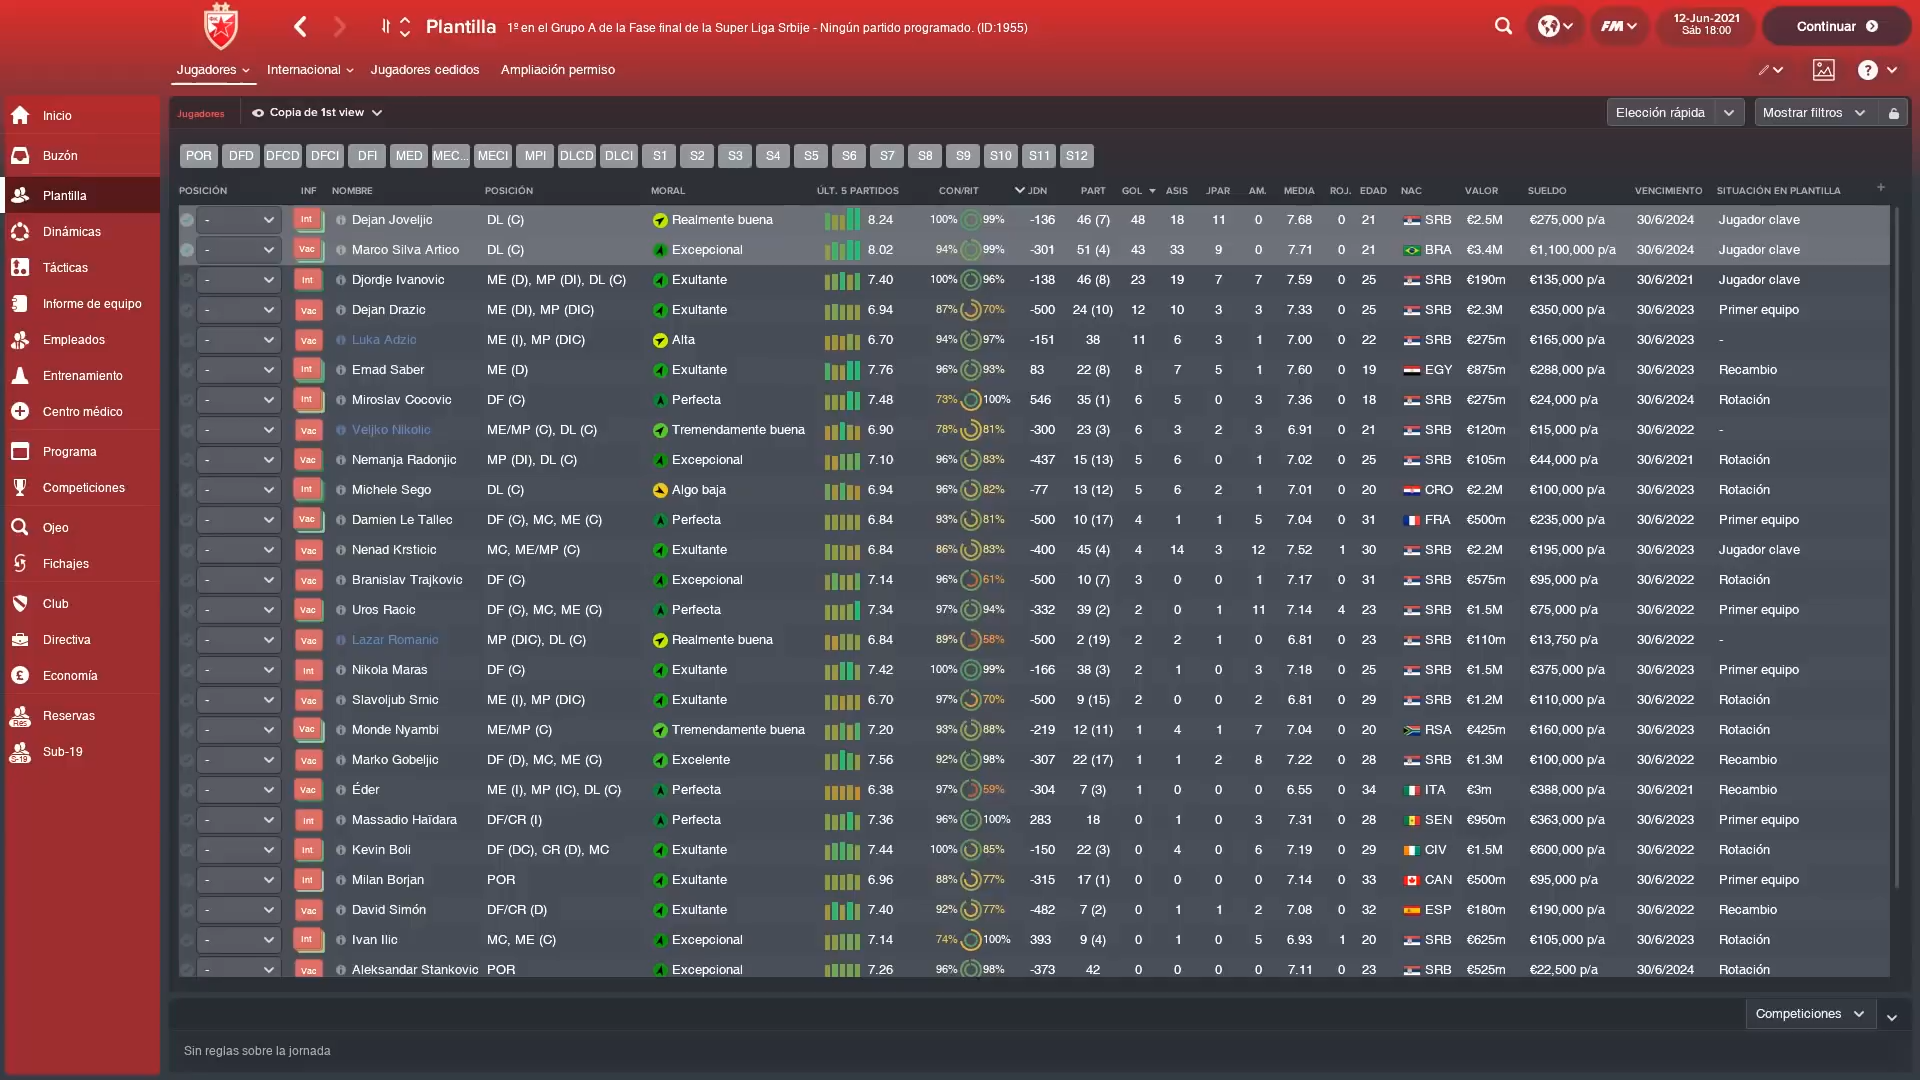 Plantilla 1º en el Grupo A de la Fase final de la Super Liga Srbije - Ningún partido programado. (ID:1955)
FM
12-Jun-2021
Sáb 18:00
Continuar
Jugadores Internacional Jugadores cedidos Ampliación permiso
Inicio
Buzón
Plantilla
Dinámicas
Tácticas
Informe de equipo
Empleados
Entrenamiento
Centro médico
Programa
Competiciones
Ojeo
Fichajes
Club
Directiva
Economía
Reservas
Sub-19
Jugadores Copia de 1st view Elección rápida Mostrar filtros
POR DFD DFCD DFCI DFI MED MEC... MECI MPI DLCD DLCI S1 S2 S3 S4 S5 S6 S7 S8 S9 S10 S11 S12
POSICIÓN INF NOMBRE POSICIÓN MORAL ÚLT. 5 PARTIDOS CON/RIT JDN PART GOL ASIS JPAR AM. MEDIA ROJ. EDAD NAC VALOR SUELDO VENCIMIENTO SITUACIÓN EN PLANTILLA +
- Int Dejan Joveljic DL (C) Realmente buena 8.24 100% 99% -136 46 (7) 48 18 11 0 7.68 0 21 SRB €2.5M €275,000 p/a 30/6/2024 Jugador clave
- Vac Marco Silva Artico DL (C) Excepcional 8.02 94% 99% -301 51 (4) 43 33 9 0 7.71 0 21 BRA €3.4M €1,100,000 p/a 30/6/2024 Jugador clave
- Int Djordje Ivanovic ME (D), MP (DI), DL (C) Exultante 7.40 100% 96% -138 46 (8) 23 19 7 7 7.59 0 25 SRB €190m €135,000 p/a 30/6/2021 Jugador clave
- Vac Dejan Drazic ME (DI), MP (DIC) Exultante 6.94 87% 70% -500 24 (10) 12 10 3 3 7.33 0 25 SRB €2.3M €350,000 p/a 30/6/2023 Primer equipo
- Vac Luka Adzic ME (I), MP (DIC) Alta 6.70 94% 97% -151 38 11 6 3 1 7.00 0 22 SRB €275m €165,000 p/a 30/6/2023 -
- Int Emad Saber ME (D) Exultante 7.76 96% 93% 83 22 (8) 8 7 5 1 7.60 0 19 EGY €875m €288,000 p/a 30/6/2023 Recambio
- Int Miroslav Cocovic DF (C) Perfecta 7.48 73% 100% 546 35 (1) 6 5 0 3 7.36 0 18 SRB €275m €24,000 p/a 30/6/2024 Rotación
- Vac Veljko Nikolic ME/MP (C), DL (C) Tremendamente buena 6.90 78% 81% -300 23 (3) 6 3 2 3 6.91 0 21 SRB €120m €15,000 p/a 30/6/2022 -
- Vac Nemanja Radonjic MP (DI), DL (C) Excepcional 7.10 96% 83% -437 15 (13) 5 6 0 1 7.02 0 25 SRB €105m €44,000 p/a 30/6/2021 Rotación
- Int Michele Sego DL (C) Algo baja 6.94 96% 82% -77 13 (12) 5 6 2 1 7.01 0 20 CRO €2.2M €100,000 p/a 30/6/2023 Rotación
- Vac Damien Le Tallec DF (C), MC, ME (C) Perfecta 6.84 93% 81% -500 10 (17) 4 1 1 5 7.04 0 31 FRA €500m €235,000 p/a 30/6/2022 Primer equipo
- Vac Nenad Krsticic MC, ME/MP (C) Exultante 6.84 86% 83% -400 45 (4) 4 14 3 12 7.52 1 30 SRB €2.2M €195,000 p/a 30/6/2023 Jugador clave
- Vac Branislav Trajkovic DF (C) Excepcional 7.14 96% 61% -500 10 (7) 3 0 0 1 7.17 0 31 SRB €575m €95,000 p/a 30/6/2022 Rotación
- Vac Uros Racic DF (C), MC, ME (C) Perfecta 7.34 97% 94% -332 39 (2) 2 0 1 11 7.14 4 23 SRB €1.5M €75,000 p/a 30/6/2022 Primer equipo
- Vac Lazar Romanic MP (DIC), DL (C) Realmente buena 6.84 89% 58% -500 2 (19) 2 2 1 0 6.81 0 23 SRB €110m €13,750 p/a 30/6/2022 -
- Int Nikola Maras DF (C) Exultante 7.42 100% 99% -166 38 (3) 2 1 0 3 7.18 0 25 SRB €1.5M €375,000 p/a 30/6/2023 Primer equipo
- Vac Slavoljub Srnic ME (I), MP (DIC) Exultante 6.70 97% 70% -500 9 (15) 2 0 0 2 6.81 0 29 SRB €1.2M €110,000 p/a 30/6/2022 Rotación
- Vac Monde Nyambi ME/MP (C) Tremendamente buena 7.20 93% 88% -219 12 (11) 1 4 1 7 7.04 0 20 RSA €425m €160,000 p/a 30/6/2023 Rotación
- Vac Marko Gobeljic DF (D), MC, ME (C) Excelente 7.56 92% 98% -307 22 (17) 1 1 2 8 7.22 0 28 SRB €1.3M €100,000 p/a 30/6/2022 Recambio
- Vac Éder ME (I), MP (IC), DL (C) Perfecta 6.38 97% 59% -304 7 (3) 1 0 0 0 6.55 0 34 ITA €3m €388,000 p/a 30/6/2021 Recambio
- Int Massadio Haïdara DF/CR (I) Perfecta 7.36 96% 100% 283 18 0 1 0 3 7.31 0 28 SEN €950m €363,000 p/a 30/6/2023 Primer equipo
- Int Kevin Boli DF (DC), CR (D), MC Exultante 7.44 100% 85% -150 22 (3) 0 4 0 6 7.19 0 29 CIV €1.5M €600,000 p/a 30/6/2022 Rotación
- Int Milan Borjan POR Exultante 6.96 88% 77% -315 17 (1) 0 0 0 0 7.14 0 33 CAN €500m €95,000 p/a 30/6/2022 Primer equipo
- Vac David Simón DF/CR (D) Exultante 7.40 92% 77% -482 7 (2) 0 1 1 2 7.08 0 32 ESP €180m €190,000 p/a 30/6/2022 Recambio
- Int Ivan Ilic MC, ME (C) Excepcional 7.14 74% 100% 393 9 (4) 0 1 0 5 6.93 1 20 SRB €625m €105,000 p/a 30/6/2023 Rotación
- Vac Aleksandar Stankovic POR Excepcional 7.26 96% 98% -373 42 0 0 0 0 7.11 0 23 SRB €525m €22,500 p/a 30/6/2024 Rotación
Competiciones
Sin reglas sobre la jornada